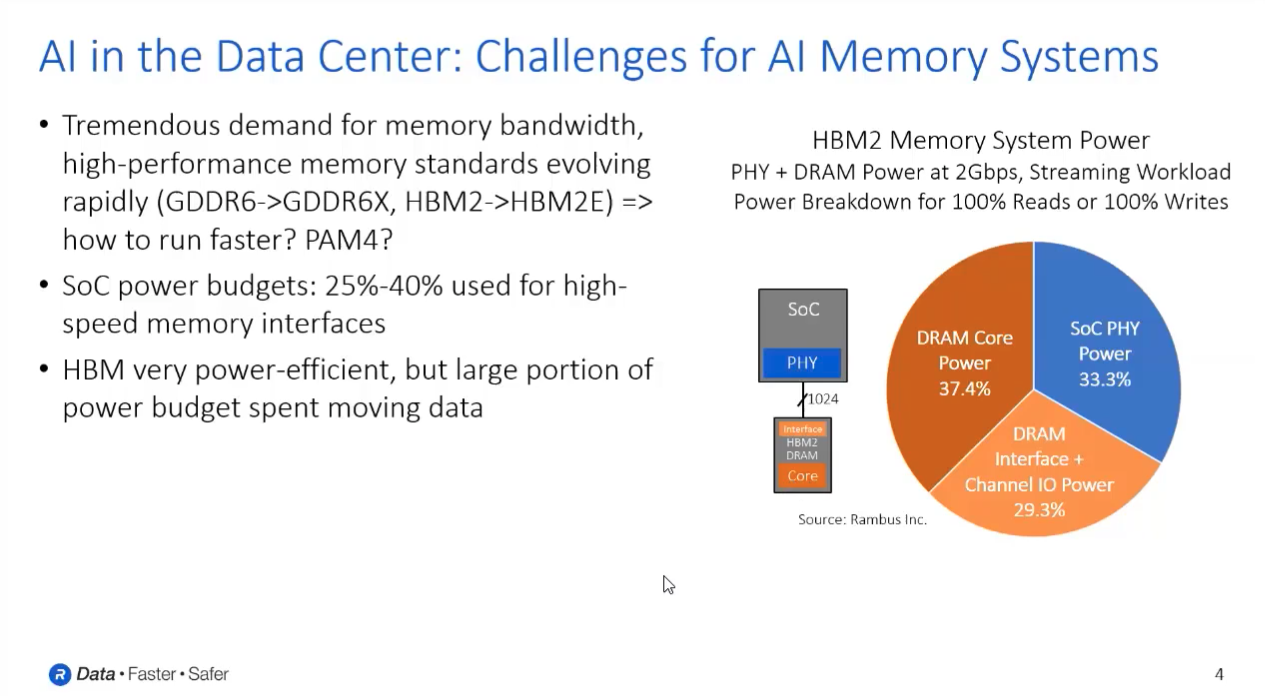 AI in the Data Center: Challenges for AI Memory Systems
• Tremendous demand for memory bandwidth,
high-performance memory standards evolving
rapidly (GDDR6->GDDR6X, HBM2->HBM2E) =>
how to run faster? PAM4?
• SoC power budgets: 25%-40% used for high-
speed memory interfaces
• HBM very power-efficient, but large portion of
power budget spent moving data
HBM2 Memory System Power
PHY + DRAM Power at 2Gbps, Streaming Workload
Power Breakdown for 100% Reads or 100% Writes
SoC
PHY
1024
Interface
HBM2
DRAM
Core
DRAM Core
Power
37.4%
SoC PHY
Power
33.3%
DRAM
Interface +
Channel IO Power
29.3%
Source: Rambus Inc.
R Data • Faster • Safer
4